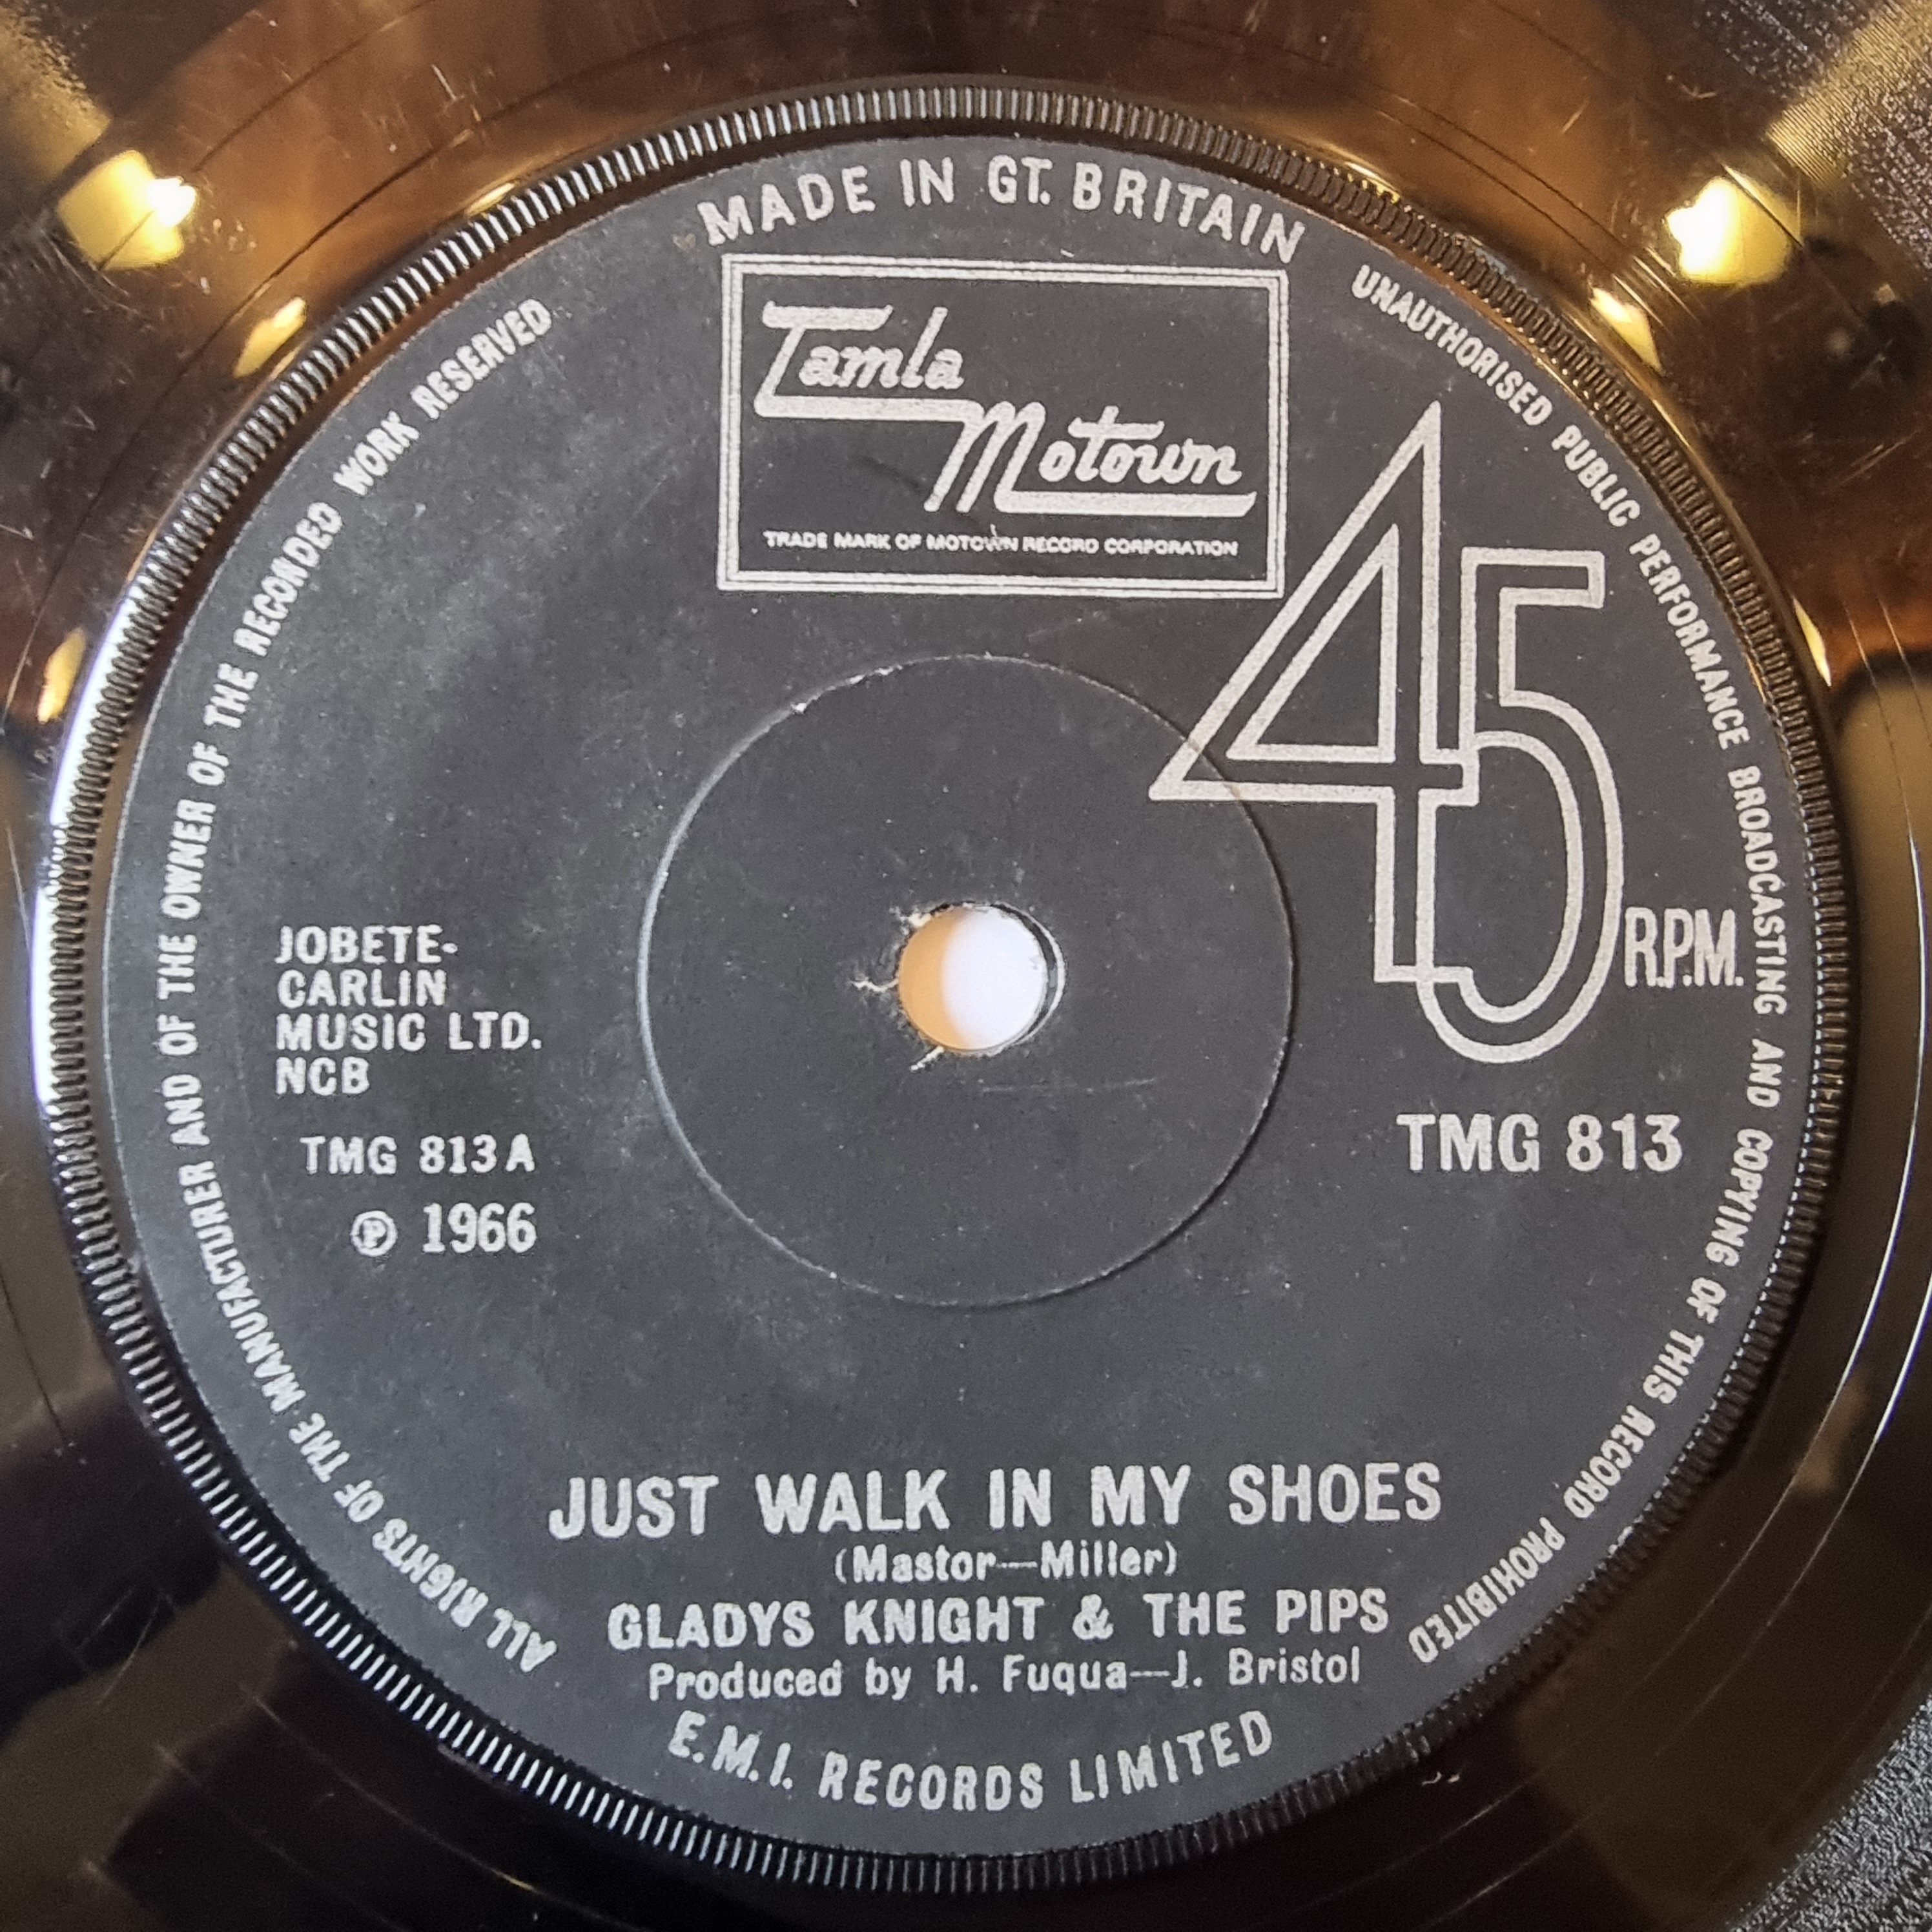 MADE IN GT. BRITAIN
Tamla
Motown
TRADE MARK OF MOTOWN RECORD CORPORATION
45
R.P.M.
JOBETE-
CARLIN
MUSIC LTD.
NCB
TMG 813 A
Ⓟ 1966
TMG 813
JUST WALK IN MY SHOES
(Mastor—Miller)
GLADYS KNIGHT & THE PIPS
Produced by H. Fuqua—J. Bristol
E.M.I. RECORDS LIMITED
ALL RIGHTS OF THE MANUFACTURER AND OF THE OWNER OF THE RECORDED WORK RESERVED
UNAUTHORISED PUBLIC PERFORMANCE BROADCASTING AND COPYING OF THIS RECORD PROHIBITED